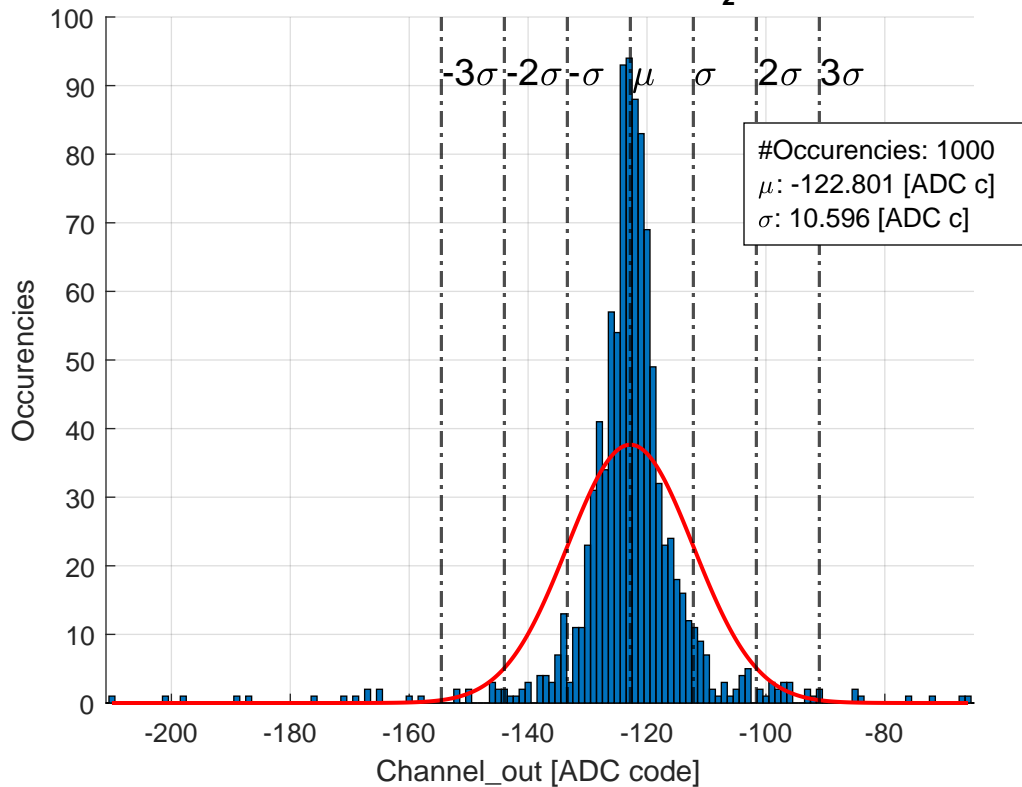 2
-3σ -2σ -σ μ σ 2σ 3σ
#Occurencies: 1000
μ: -122.801 [ADC c]
σ: 10.596 [ADC c]
Occurencies
100
90
80
70
60
50
40
30
20
10
0
-200 -180 -160 -140 -120 -100 -80
Channel_out [ADC code]